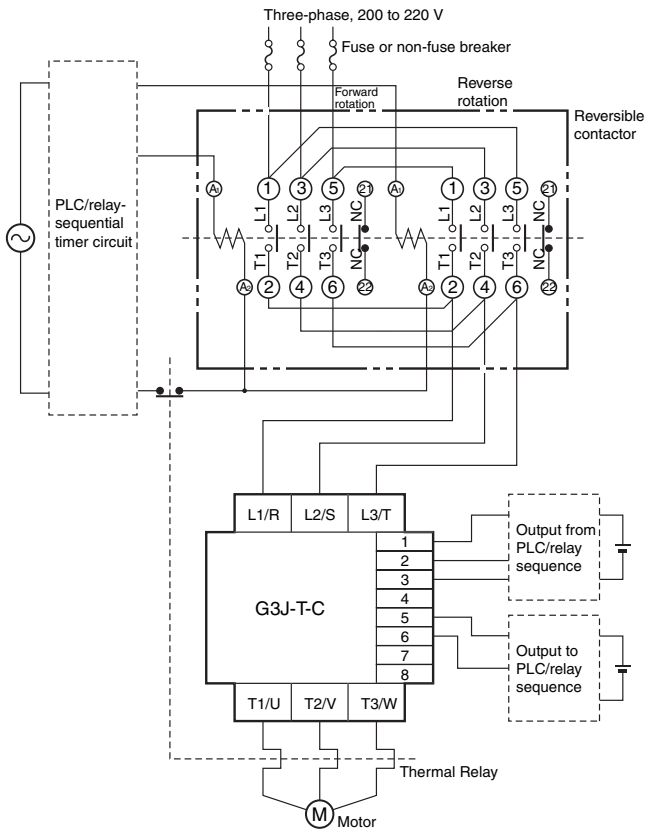 Three-phase, 200 to 220 V
Fuse or non-fuse breaker
Forward
rotation
Reverse
rotation
Reversible
contactor
PLC/relay-
sequential
timer circuit
A1 1 3 5 21 A1 1 3 5 21
L1 L2 L3 NC L1 L2 L3 NC
T1 T2 T3 NC T1 T2 T3 NC
A2 2 4 6 22 A2 2 4 6 22
L1/R L2/S L3/T
1
2
3
4
5
6
7
8
G3J-T-C
Output from
PLC/relay
sequence
Output to
PLC/relay
sequence
T1/U T2/V T3/W
Thermal Relay
M Motor